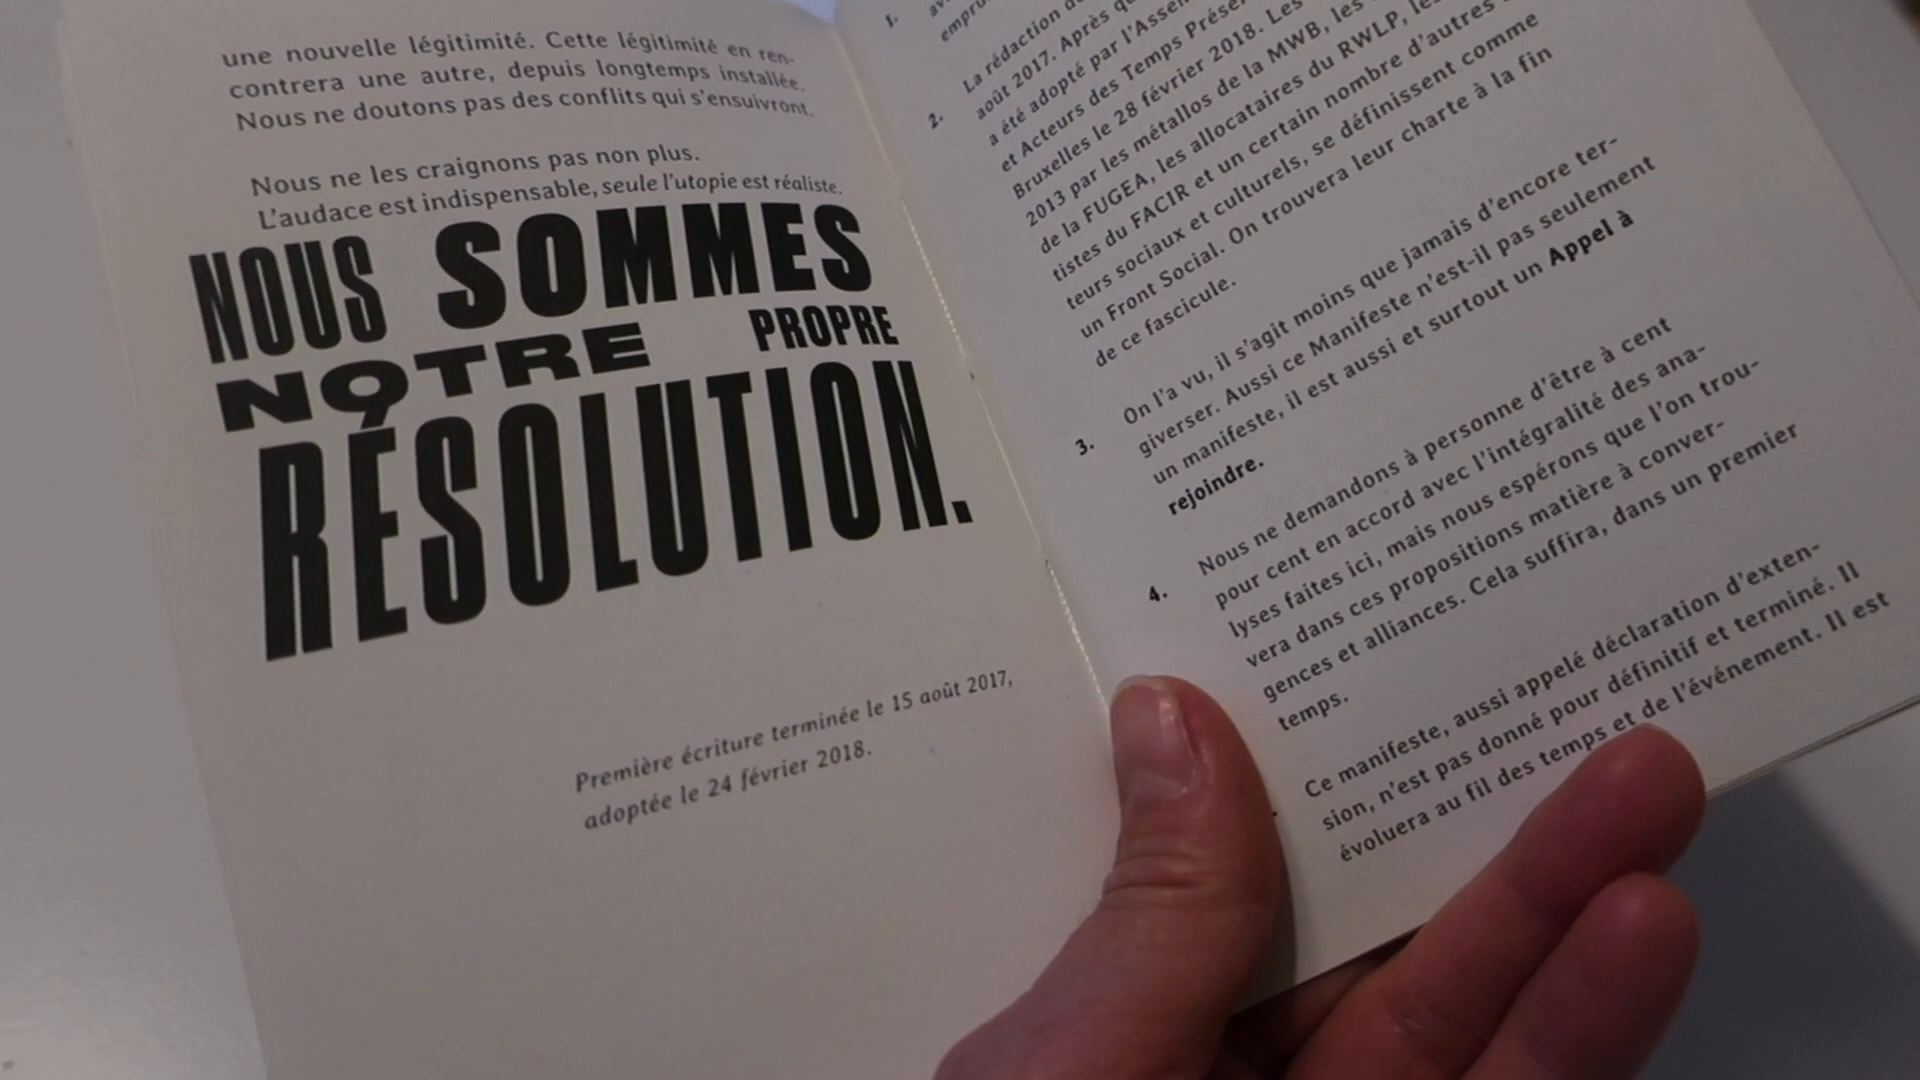 une nouvelle légitimité. Cette légitimité en ren-
contrera une autre, depuis longtemps installée.
Nous ne doutons pas des conflits qui s'ensuivront.
Nous ne les craignons pas non plus.
L'audace est indispensable, seule l'utopie est réaliste.
NOUS SOMMES
NOTRE PROPRE
RÉSOLUTION.
Première écriture terminée le 15 août 2017,
adoptée le 24 février 2018.
1.
2. La rédaction
août 2017. Après
a été adopté par
et Acteurs des Temps
Bruxelles le 28 février 2018. Les
2013 par les métallos de la MWB, les
de la FUGEA, les allocataires du RWLP,
tistes du FACIR et un certain nombre d'autres
teurs sociaux et culturels, se définissent comme
un Front Social. On trouvera leur charte à la fin
de ce fascicule.
3. On l'a vu, il s'agit moins que jamais d'encore ter-
giverser. Aussi ce Manifeste n'est-il pas seulement
un manifeste, il est aussi et surtout un Appel à
rejoindre.
4. Nous ne demandons à personne d'être à cent
pour cent en accord avec l'intégralité des ana-
lyses faites ici, mais nous espérons que l'on trou-
vera dans ces propositions matière à conver-
gences et alliances. Cela suffira, dans un premier
temps.
Ce manifeste, aussi appelé déclaration d'exten-
sion, n'est pas donné pour définitif et terminé. Il
évoluera au fil des temps et de l'événement. Il est